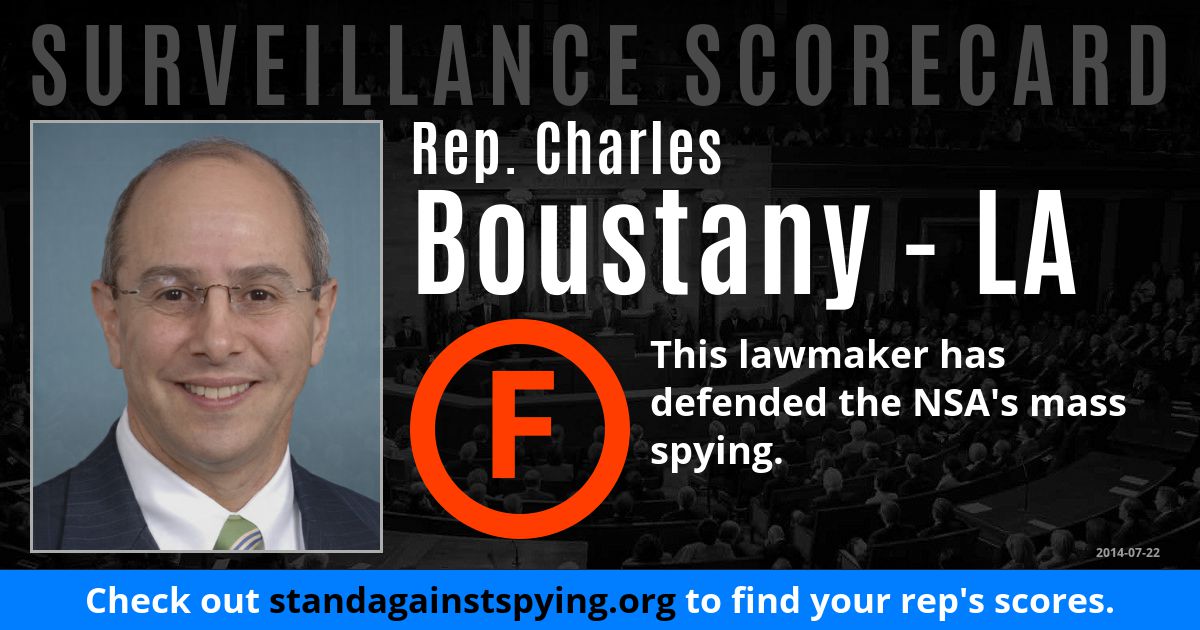 SURVEILLANCE SCORECARD
Rep. Charles
Boustany - LA
F
This lawmaker has
defended the NSA's mass
spying.
2014-07-22
Check out standagainstspying.org to find your rep's scores.